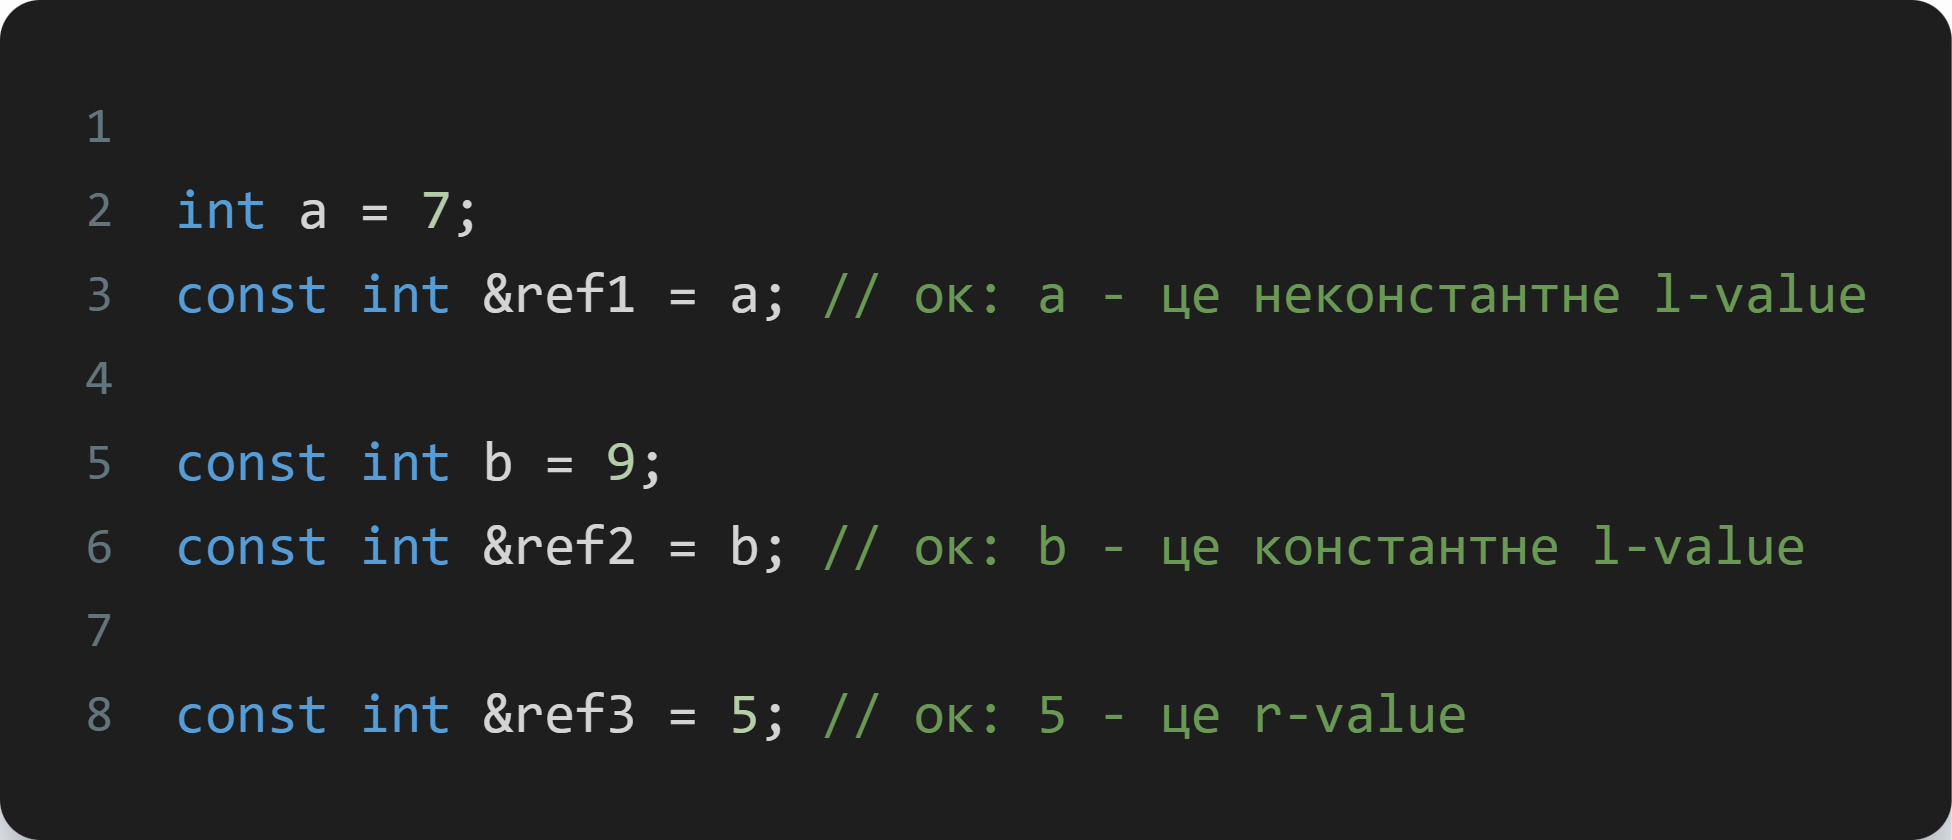 1
2 int a = 7;
3 const int &ref1 = a; // ок: a - це неконстантне l-value
4
5 const int b = 9;
6 const int &ref2 = b; // ок: b - це константне l-value
7
8 const int &ref3 = 5; // ок: 5 - це r-value